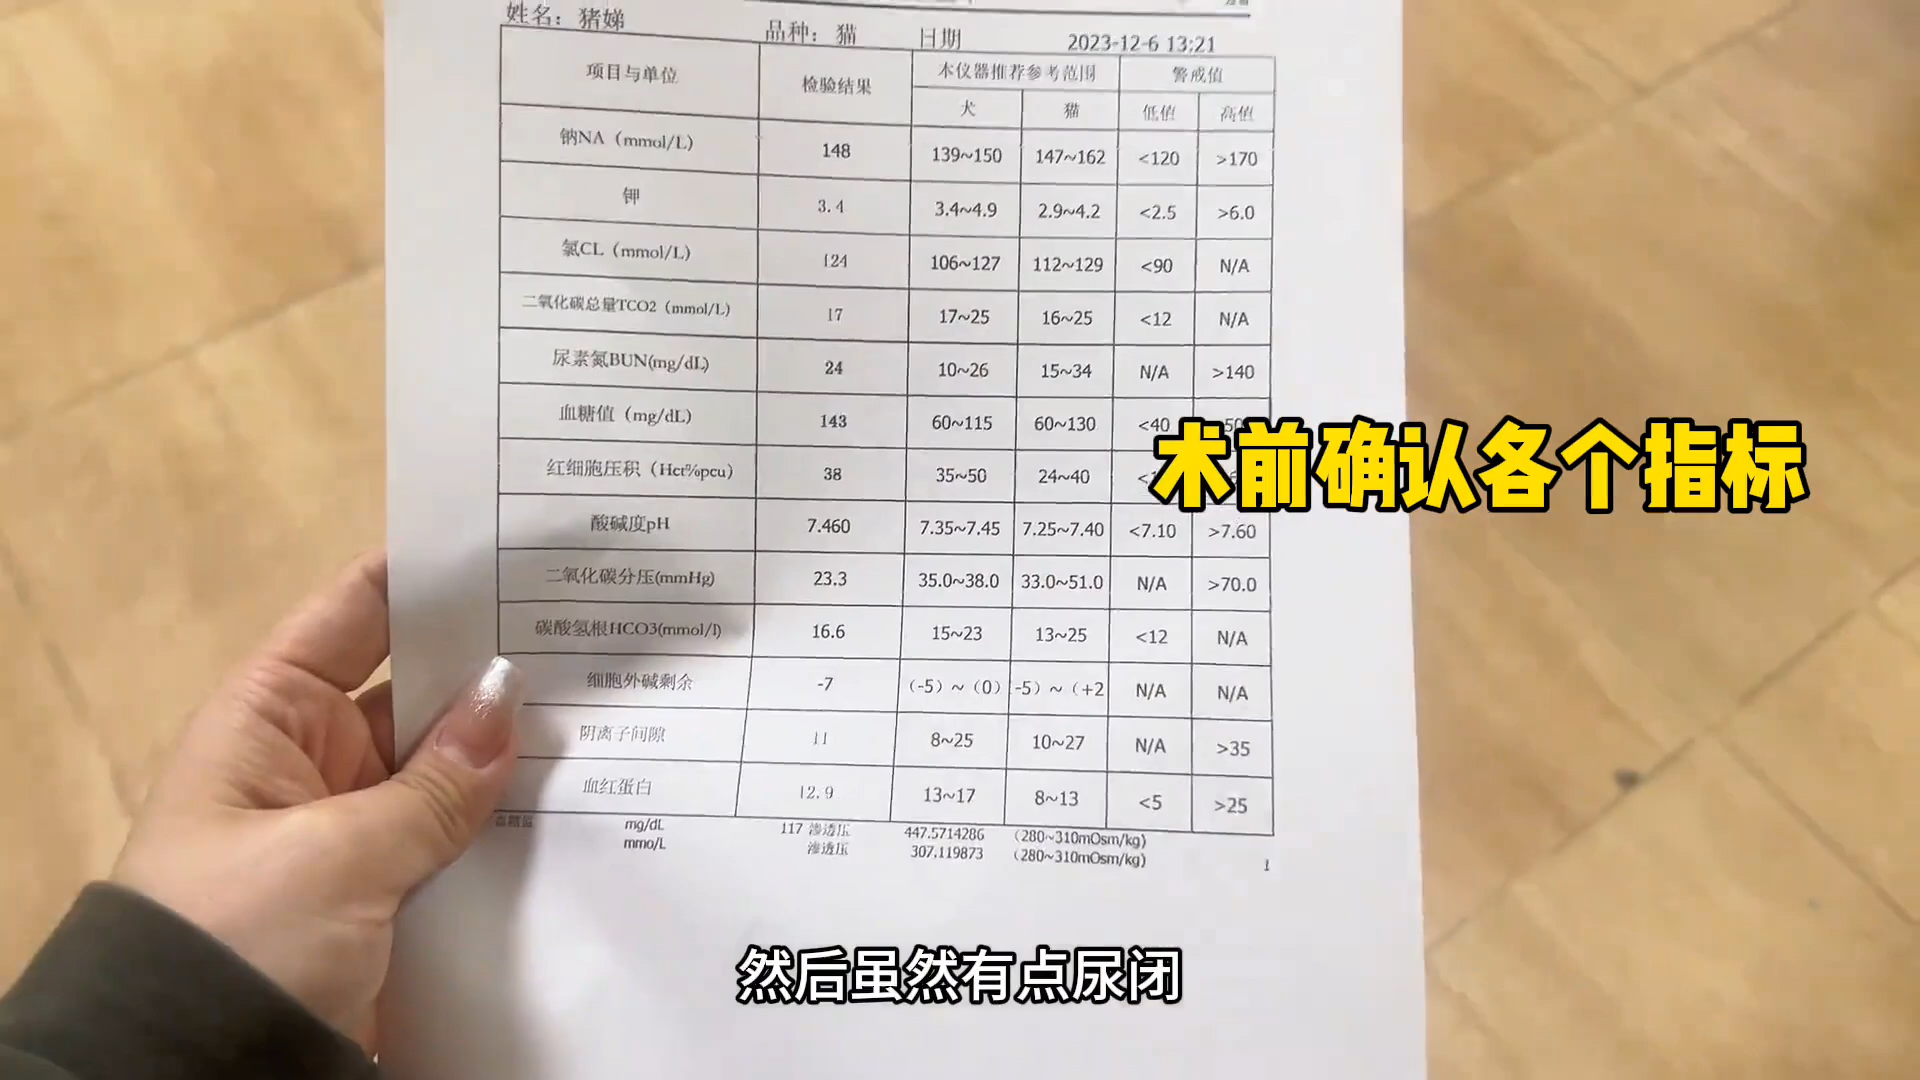 姓名：猪娣 品种：猫 日期 2023-12-6 13:21
项目与单位 检验结果 本仪器推荐参考范围 警戒值
犬 猫 低值 高值
钠NA（mmol/L） 148 139~150 147~162 <120 >170
钾 3.4 3.4~4.9 2.9~4.2 <2.5 >6.0
氯CL（mmol/L） 124 106~127 112~129 <90 N/A
二氧化碳总量TCO2（mmol/L） 17 17~25 16~25 <12 N/A
尿素氮BUN(mg/dL) 24 10~26 15~34 N/A >140
血糖值（mg/dL） 143 60~115 60~130 <40
术前确认各个指标
红细胞压积（Hct%pcu） 38 35~50 24~40
酸碱度pH 7.460 7.35~7.45 7.25~7.40 <7.10 >7.60
二氧化碳分压(mmHg) 23.3 35.0~38.0 33.0~51.0 N/A >70.0
碳酸氢根HCO3(mmol/l) 16.6 15~23 13~25 <12 N/A
细胞外碱剩余 -7 （-5）~（0） -5）~（+2 N/A N/A
阴离子间隙 11 8~25 10~27 N/A >35
血红蛋白 12.9 13~17 8~13 <5 >25
mg/dL 117 渗透压 447.5714286 （280~310mOsm/kg）
mmo/L 渗透压 307.119873 （280~310mOsm/kg）
1
然后虽然有点尿闭